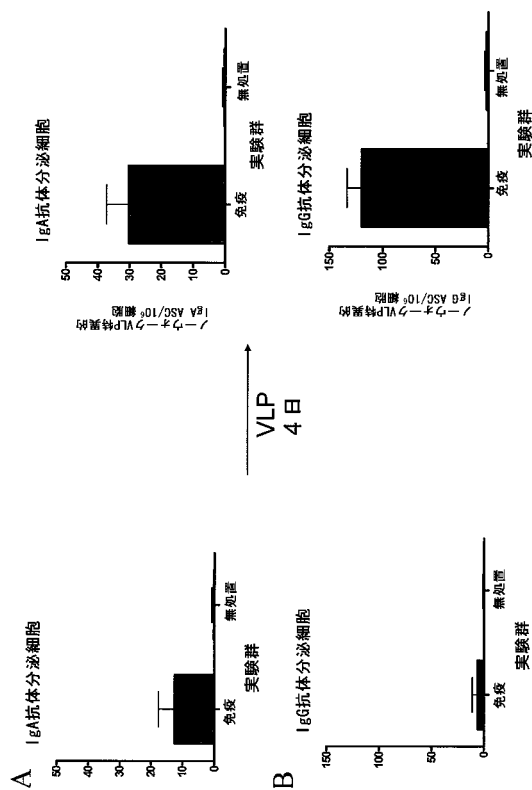 A
IgA抗体分泌細胞
50
40
30
20
10
0
免疫
無処置
実験群
VLP
4日
IgA抗体分泌細胞
ノーウォークVLP特異的
IgA ASC/10⁶細胞
50
40
30
20
10
0
免疫
無処置
実験群
B
IgG抗体分泌細胞
150
100
50
0
免疫
無処置
実験群
IgG抗体分泌細胞
ノーウォークVLP特異的
IgG ASC/10⁶細胞
150
100
50
0
免疫
無処置
実験群